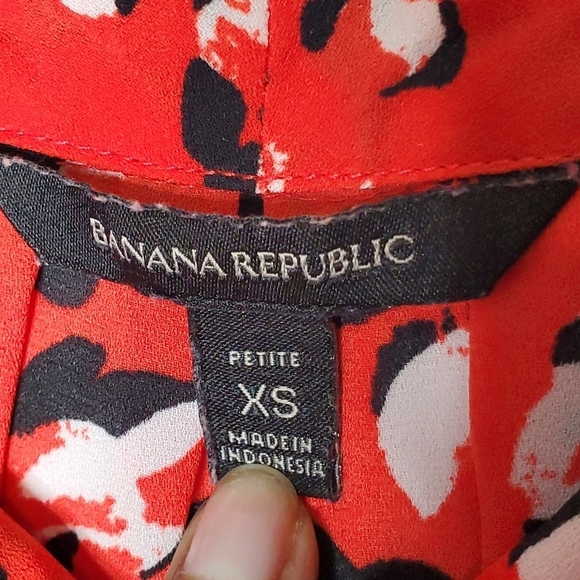 BANANA REPUBLIC
PETITE
XS
MADE IN
INDONESIA